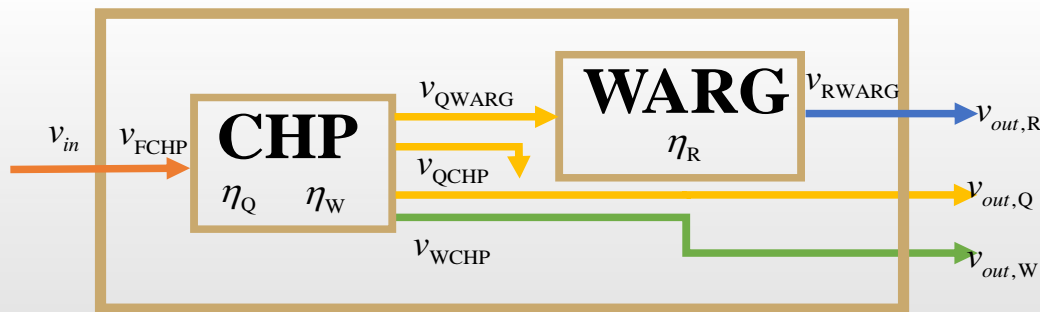 v_in
v_FCHP
CHP
η_Q
η_W
v_QWARG
v_QCHP
v_WCHP
WARG
η_R
v_RWARG
v_out,R
v_out,Q
v_out,W